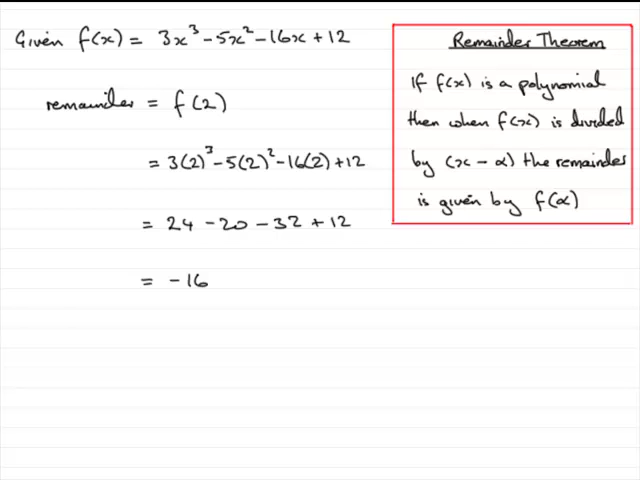 Given f(x) = 3x³ - 5x² - 16x + 12
remainder = f(2)
= 3(2)³ - 5(2)² - 16(2) + 12
= 24 - 20 - 32 + 12
= -16
Remainder Theorem
If f(x) is a polynomial
then when f(x) is divided
by (x - α) the remainder
is given by f(α)